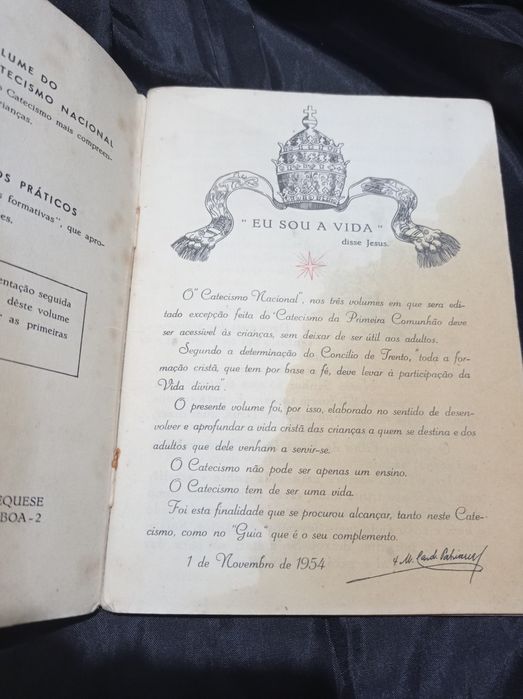 LUME DO
TECISMO NACIONAL
o Catecismo mais compreen-
ianças.
OS PRÁTICOS
s formativas", que apro-
es.
entação seguida
dêste volume
as primeiras
EQUESE
BOA-2
" EU SOU A VIDA "
disse Jesus.
O "Catecismo Nacional", nos três volumes em que sera edi-
tado excepção feita do "Catecismo da Primeira Comunhão deve
ser acessível às crianças, sem deixar de ser útil aos adultos.
Segundo a determinação do Concílio de Trento, "toda a for-
mação cristã, que tem por base a fé, deve levar à participação da
Vida divina".
O presente volume foi, por isso, elaborado no sentido de desen-
volver e aprofundar a vida cristã das crianças a quem se destina e dos
adultos que dele venham a servir-se.
O Catecismo não pode ser apenas um ensino.
O Catecismo tem de ser uma vida.
Foi esta finalidade que se procurou alcançar, tanto neste Cate-
cismo, como no "Guia" que é o seu complemento.
1 de Novembro de 1954
M. Card. Patriarca